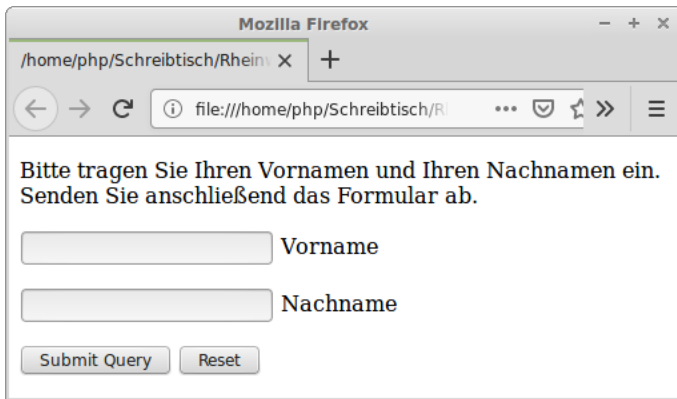 Mozilla Firefox
/home/php/Schreibtisch/Rhein
file:///home/php/Schreibtisch/R
Bitte tragen Sie Ihren Vornamen und Ihren Nachnamen ein.
Senden Sie anschließend das Formular ab.
Vorname
Nachname
Submit Query Reset